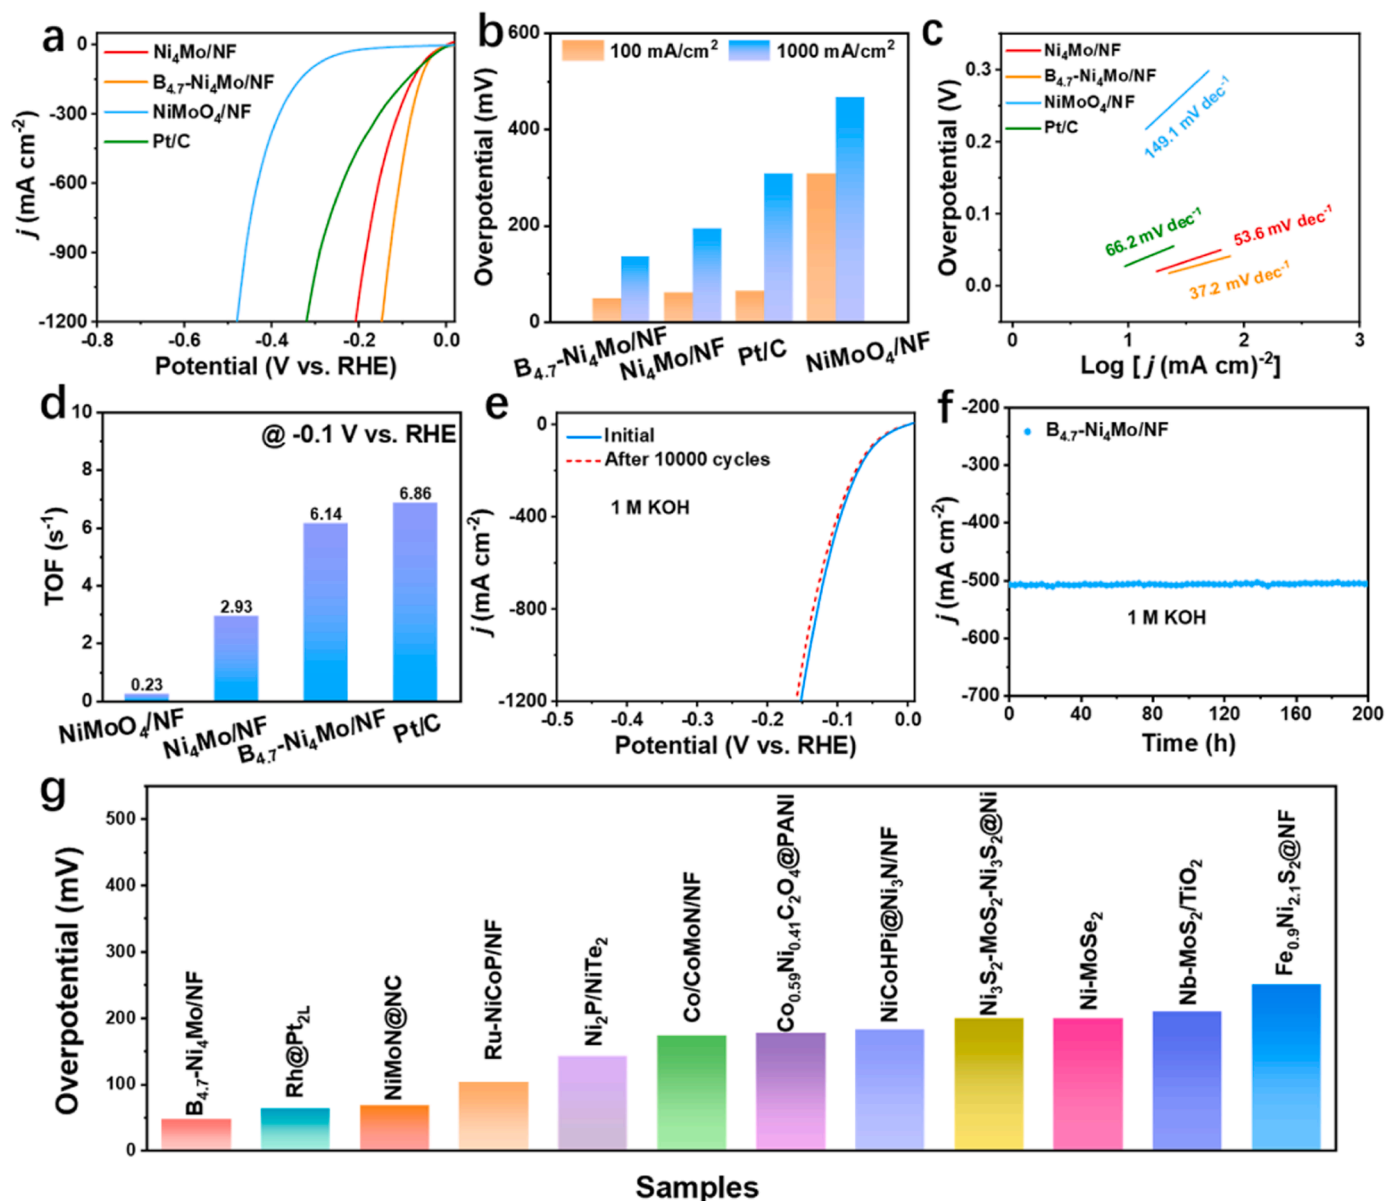 a
0
-300
-600
-900
-1200
-0.8
-0.6
-0.4
-0.2
0.0
j (mA cm⁻²)
Potential (V vs. RHE)
Ni₄Mo/NF
B₄.₇-Ni₄Mo/NF
NiMoO₄/NF
Pt/C
b
600
400
200
0
Overpotential (mV)
100 mA/cm²
1000 mA/cm²
B₄.₇-Ni₄Mo/NF
Ni₄Mo/NF
Pt/C
NiMoO₄/NF
c
Ni₄Mo/NF
B₄.₇-Ni₄Mo/NF
NiMoO₄/NF
Pt/C
0.3
0.2
0.1
0.0
Overpotential (V)
149.1 mV dec⁻¹
66.2 mV dec⁻¹
53.6 mV dec⁻¹
37.2 mV dec⁻¹
0
1
2
3
Log [ j (mA cm)⁻²]
d
10
8
6
4
2
0
TOF (s⁻¹)
@ -0.1 V vs. RHE
0.23
2.93
6.14
6.86
NiMoO₄/NF
Ni₄Mo/NF
B₄.₇-Ni₄Mo/NF
Pt/C
e
0
-400
-800
-1200
j (mA cm⁻²)
Initial
After 10000 cycles
1 M KOH
-0.5
-0.4
-0.3
-0.2
-0.1
0.0
Potential (V vs. RHE)
f
-200
-300
-400
-500
-600
-700
j (mA cm⁻²)
B₄.₇-Ni₄Mo/NF
1 M KOH
0
40
80
120
160
200
Time (h)
g
500
400
300
200
100
0
Overpotential (mV)
B₄.₇-Ni₄Mo/NF
Rh@Pt₂L
NiMoN@NC
Ru-NiCoP/NF
Ni₂P/NiTe₂
Co/CoMoN/NF
Co₀.₅₉Ni₀.₄₁C₂O₄@PANI
NiCoHPi@Ni₃N/NF
Ni₃S₂-MoS₂-Ni₃S₂@Ni
Ni-MoSe₂
Nb-MoS₂/TiO₂
Fe₀.₉Ni₂.₁S₂@NF
Samples